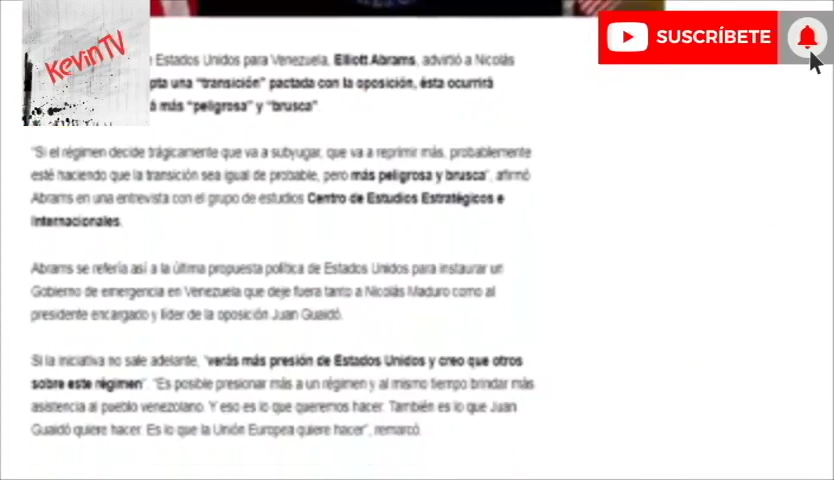 KevinTV
SUSCRÍBETE
Estados Unidos para Venezuela, Elliott Abrams, advirtió a Nicolás
pta una “transición” pactada con la oposición, ésta ocurrirá
á más “peligrosa” y “brusca”
“Si el régimen decide trágicamente que va a subyugar, que va a reprimir más, probablemente
esté haciendo que la transición sea igual de probable, pero más peligrosa y brusca”, afirmó
Abrams en una entrevista con el grupo de estudios Centro de Estudios Estratégicos e
Internacionales.
Abrams se refería así a la última propuesta política de Estados Unidos para instaurar un
Gobierno de emergencia en Venezuela que deje fuera tanto a Nicolás Maduro como al
presidente encargado y líder de la oposición Juan Guaidó.
Si la iniciativa no sale adelante, “verás más presión de Estados Unidos y creo que otros
sobre este régimen”. “Es posible presionar más a un régimen y al mismo tiempo brindar más
asistencia al pueblo venezolano. Y eso es lo que queremos hacer. También es lo que Juan
Guaidó quiere hacer. Es lo que la Unión Europea quiere hacer”, remarcó.